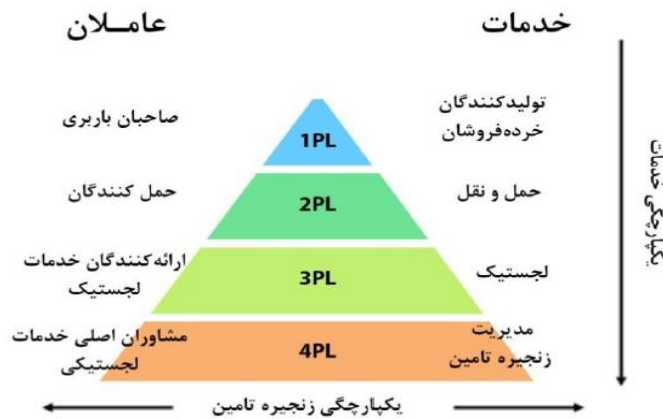 خدمات
عامــلان
تولیدکنندگان
خرده‌فروشان
1PL
صاحبان باربری
حمل و نقل
2PL
حمل کنندگان
لجستیک
3PL
ارائه‌کنندگان خدمات
لجستیک
مدیریت
زنجیره تامین
4PL
مشاوران اصلی خدمات
لجستیکی
یکپارچگی خدمات
یکپارچگی زنجیره تامین